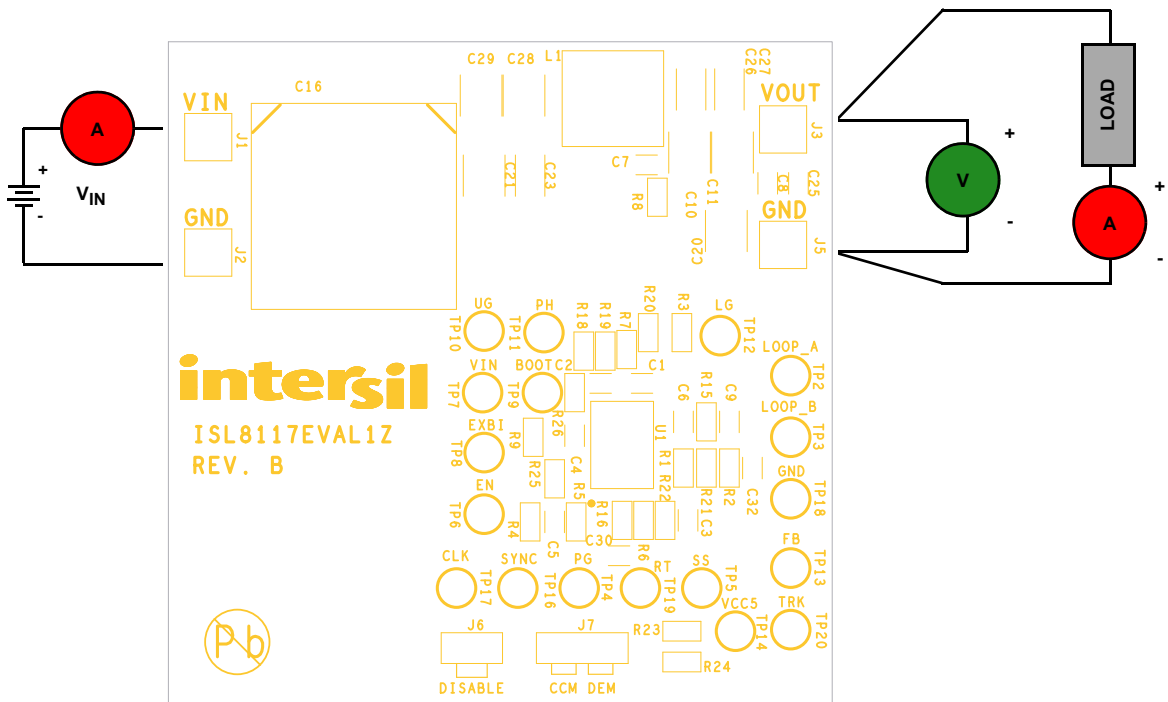 C29 C28 L1
C26
C27
C16
VIN
VOUT
LOAD
A
J1
J3
+
+
VIN
-
C7
C21
C23
R8
C10
C11
C8
C25
V
+
GND
GND
J2
J5
C20
-
A
-
UG
PH
LG
TP10
TP11
R18
R19
R7
R20
R3
TP12
LOOP_A
intersil
VIN
BOOT
C2
C1
TP2
TP7
TP9
C6
R15
C9
LOOP_B
ISL8117EVAL1Z
REV. B
EXBI
R9
R26
U1
TP3
TP8
C4
R25
R5
R1
R22
R21
R2
C32
GND
EN
TP18
TP6
R4
C5
R16
C3
C30
R6
FB
CLK
SYNC
PG
RT
SS
TP13
TP17
TP16
TP4
TP19
TP5
VCC5
TRK
TP14
TP20
Pb
J6
J7
R23
R24
DISABLE
CCM DEM